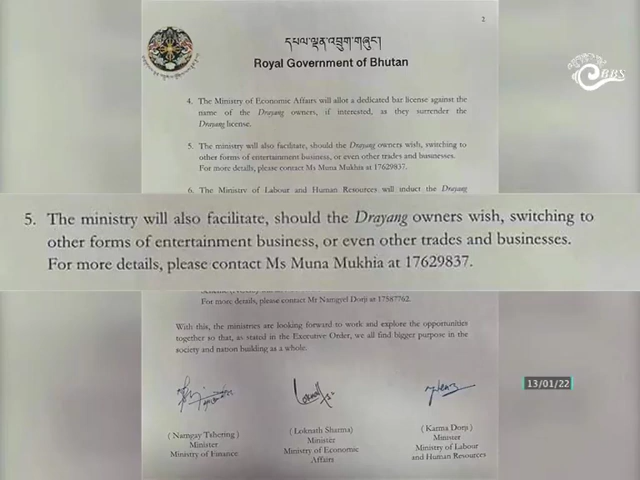 2
དཔལ་ལྡན་འབྲུག་གཞུང།
Royal Government of Bhutan
BBS
4. The Ministry of Economic Affairs will allot a dedicated bar license against the
name of the Drayang owners, if interested, as they surrender the
Drayang license.
5. The ministry will also facilitate, should the Drayang owners wish, switching to
other forms of entertainment business, or even other trades and businesses.
For more details, please contact Ms Muna Mukhia at 17629837.
6. The Ministry of Labour and Human Resources will induct the Drayang
5. The ministry will also facilitate, should the Drayang owners wish, switching to
other forms of entertainment business, or even other trades and businesses.
For more details, please contact Ms Muna Mukhia at 17629837.
For more details, please contact Mr Namgyel Dorji at 17587762.
With this, the ministries are looking forward to work and explore the opportunities
together so that, as stated in the Executive Order, we all find bigger purpose in the
society and nation building as a whole.
13/01/22
( Namgay Tshering )
Minister
Ministry of Finance
(Loknath Sharma)
Minister
Ministry of Economic
Affairs
( Karma Dorji )
Minister
Ministry of Labour
and Human Resources